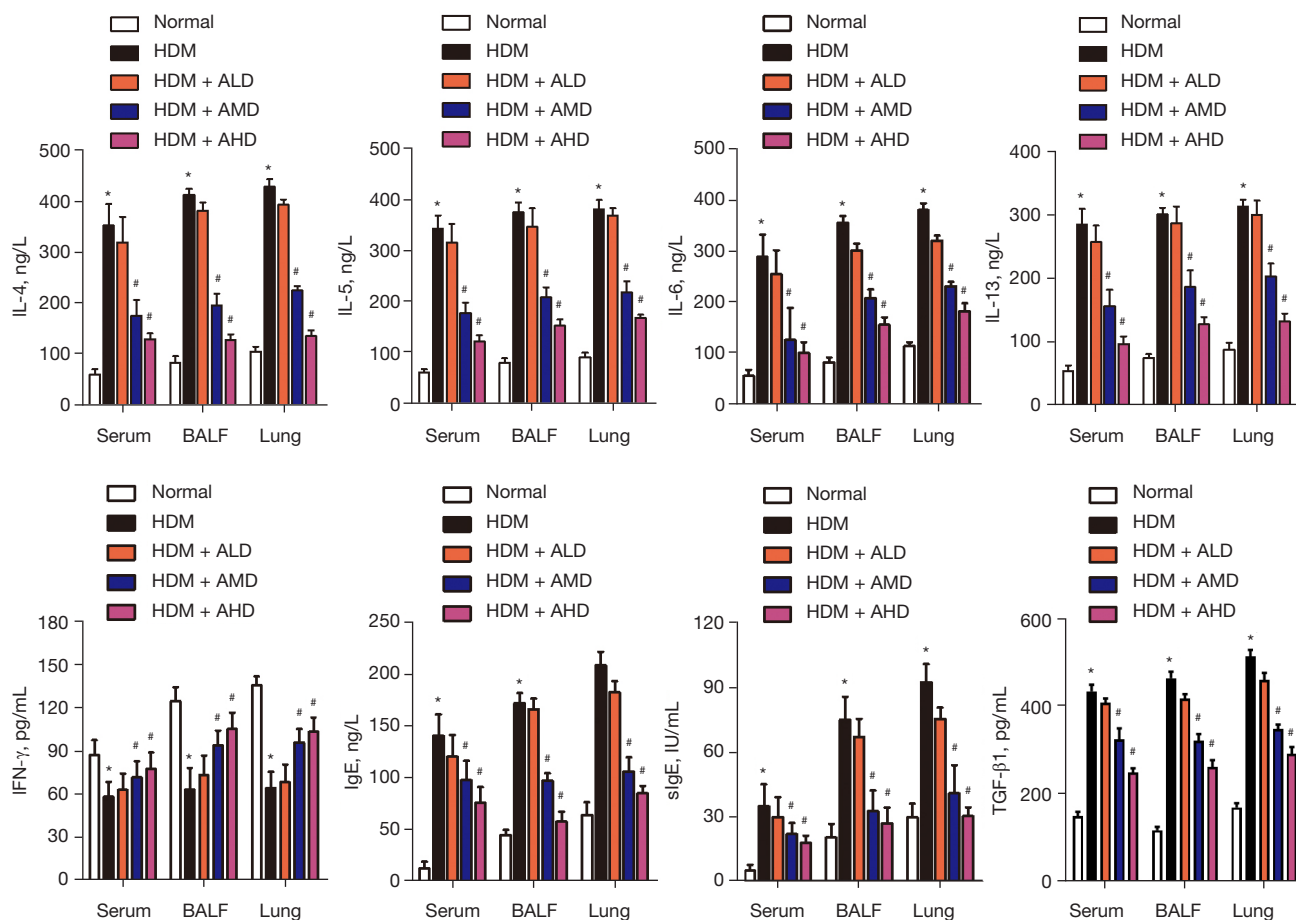 Normal
HDM
HDM + ALD
HDM + AMD
HDM + AHD
500
400
300
200
100
0
IL-4, ng/L
*
*
*
#
#
#
#
#
#
Serum BALF Lung
Normal
HDM
HDM + ALD
HDM + AMD
HDM + AHD
500
400
300
200
100
0
IL-5, ng/L
*
*
*
#
#
#
#
#
#
Serum BALF Lung
Normal
HDM
HDM + ALD
HDM + AMD
HDM + AHD
500
400
300
200
100
0
IL-6, ng/L
*
*
*
#
#
#
#
#
#
Serum BALF Lung
Normal
HDM
HDM + ALD
HDM + AMD
HDM + AHD
400
300
200
100
0
IL-13, ng/L
*
*
*
#
#
#
#
#
#
Serum BALF Lung
Normal
HDM
HDM + ALD
HDM + AMD
HDM + AHD
180
150
120
90
60
30
0
IFN-γ, pg/mL
*
*
*
#
#
#
#
#
#
Serum BALF Lung
Normal
HDM
HDM + ALD
HDM + AMD
HDM + AHD
250
200
150
100
50
0
IgE, ng/L
*
*
#
#
#
#
#
#
Serum BALF Lung
Normal
HDM
HDM + ALD
HDM + AMD
HDM + AHD
120
90
60
30
0
sIgE, IU/mL
*
*
*
#
#
#
#
#
#
Serum BALF Lung
Normal
HDM
HDM + ALD
HDM + AMD
HDM + AHD
600
400
200
0
TGF-β1, pg/mL
*
*
*
#
#
#
#
#
#
Serum BALF Lung